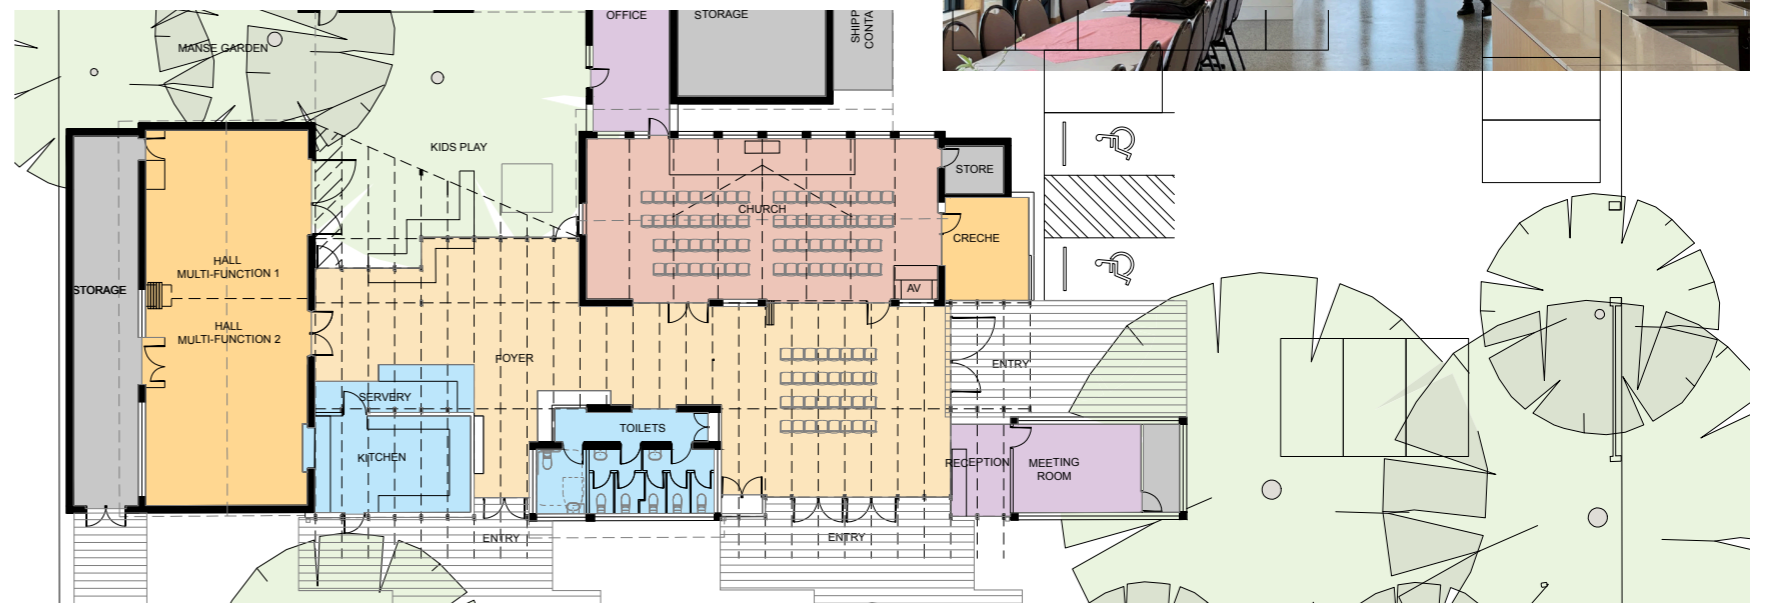 OFFICE
STORAGE
SHIPP
CONTA
MANSE GARDEN
KIDS PLAY
STORE
CHURCH
CRECHE
HALL
MULTI-FUNCTION 1
STORAGE
AV
HALL
MULTI-FUNCTION 2
FOYER
ENTRY
SERVERY
TOILETS
KITCHEN
RECEPTION
MEETING
ROOM
ENTRY
ENTRY